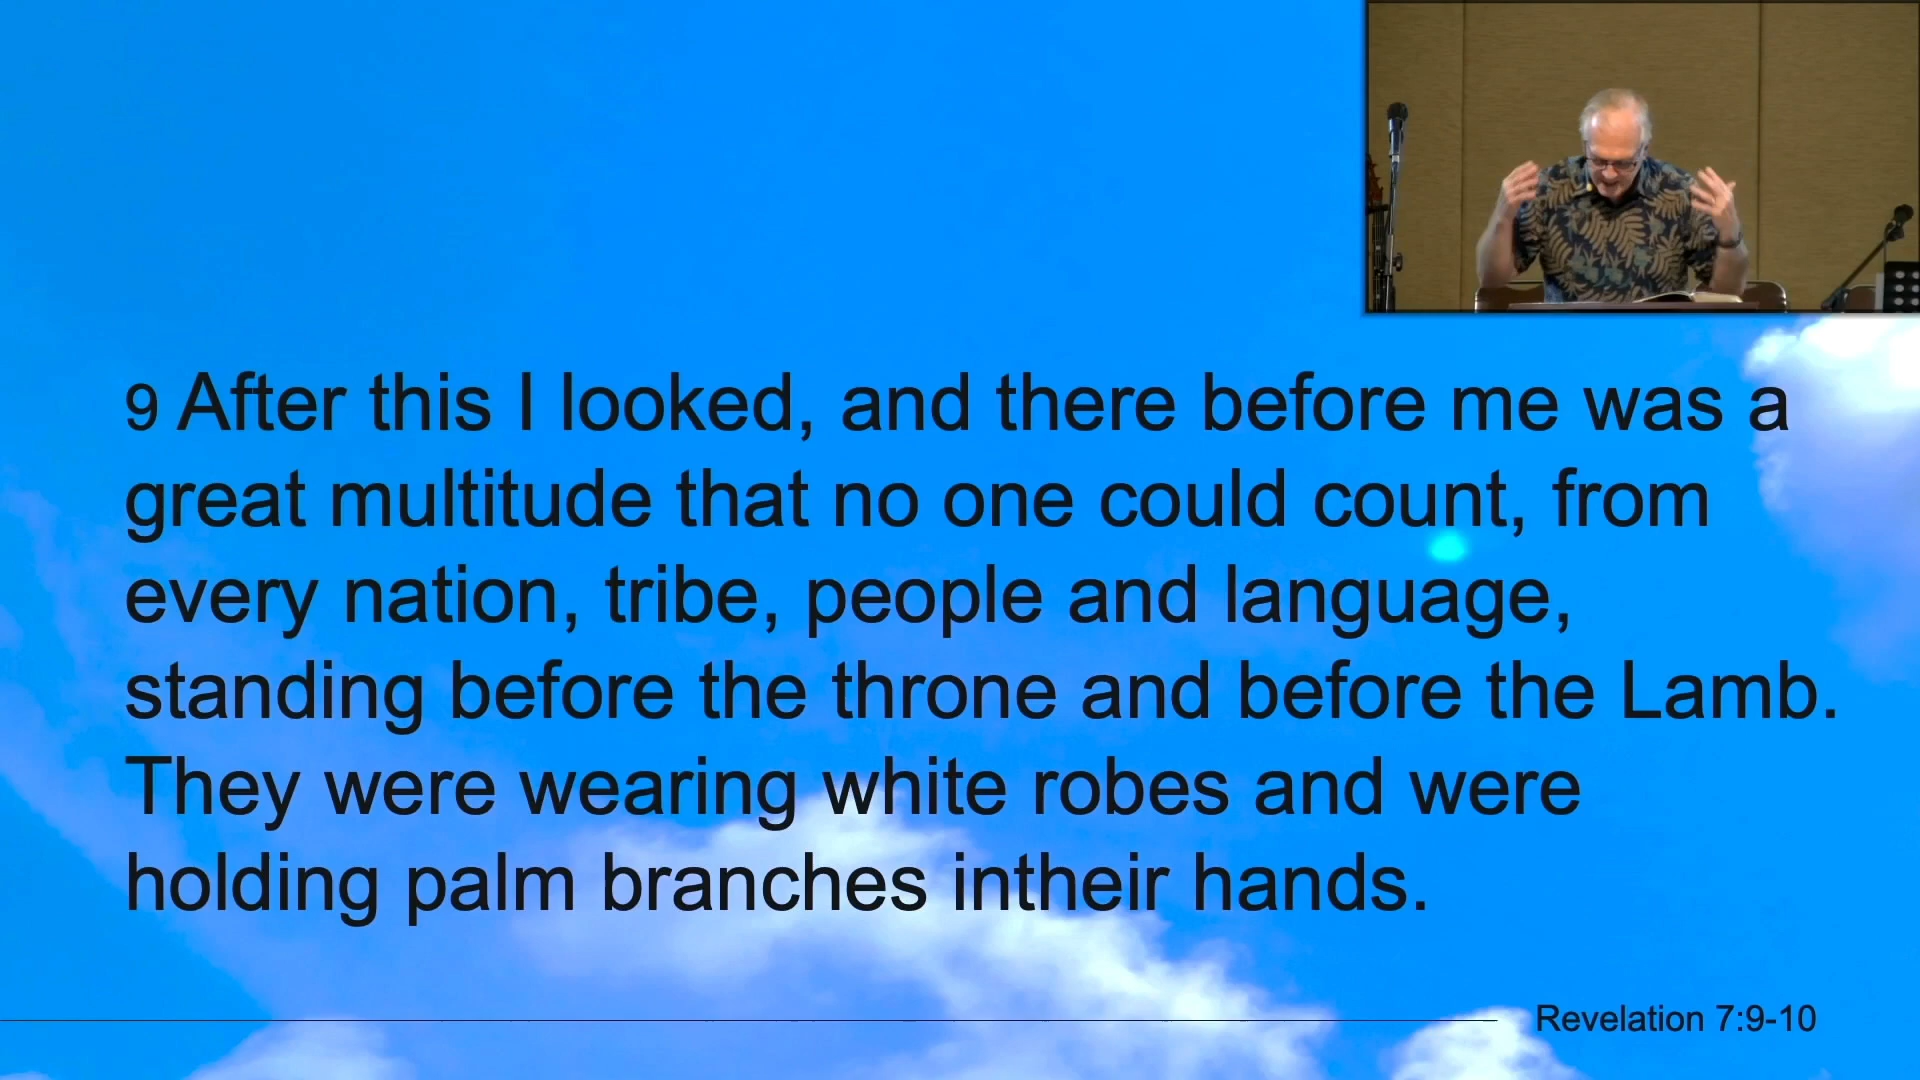 9 After this I looked, and there before me was a
great multitude that no one could count, from
every nation, tribe, people and language,
standing before the throne and before the Lamb.
They were wearing white robes and were
holding palm branches intheir hands.
Revelation 7:9-10